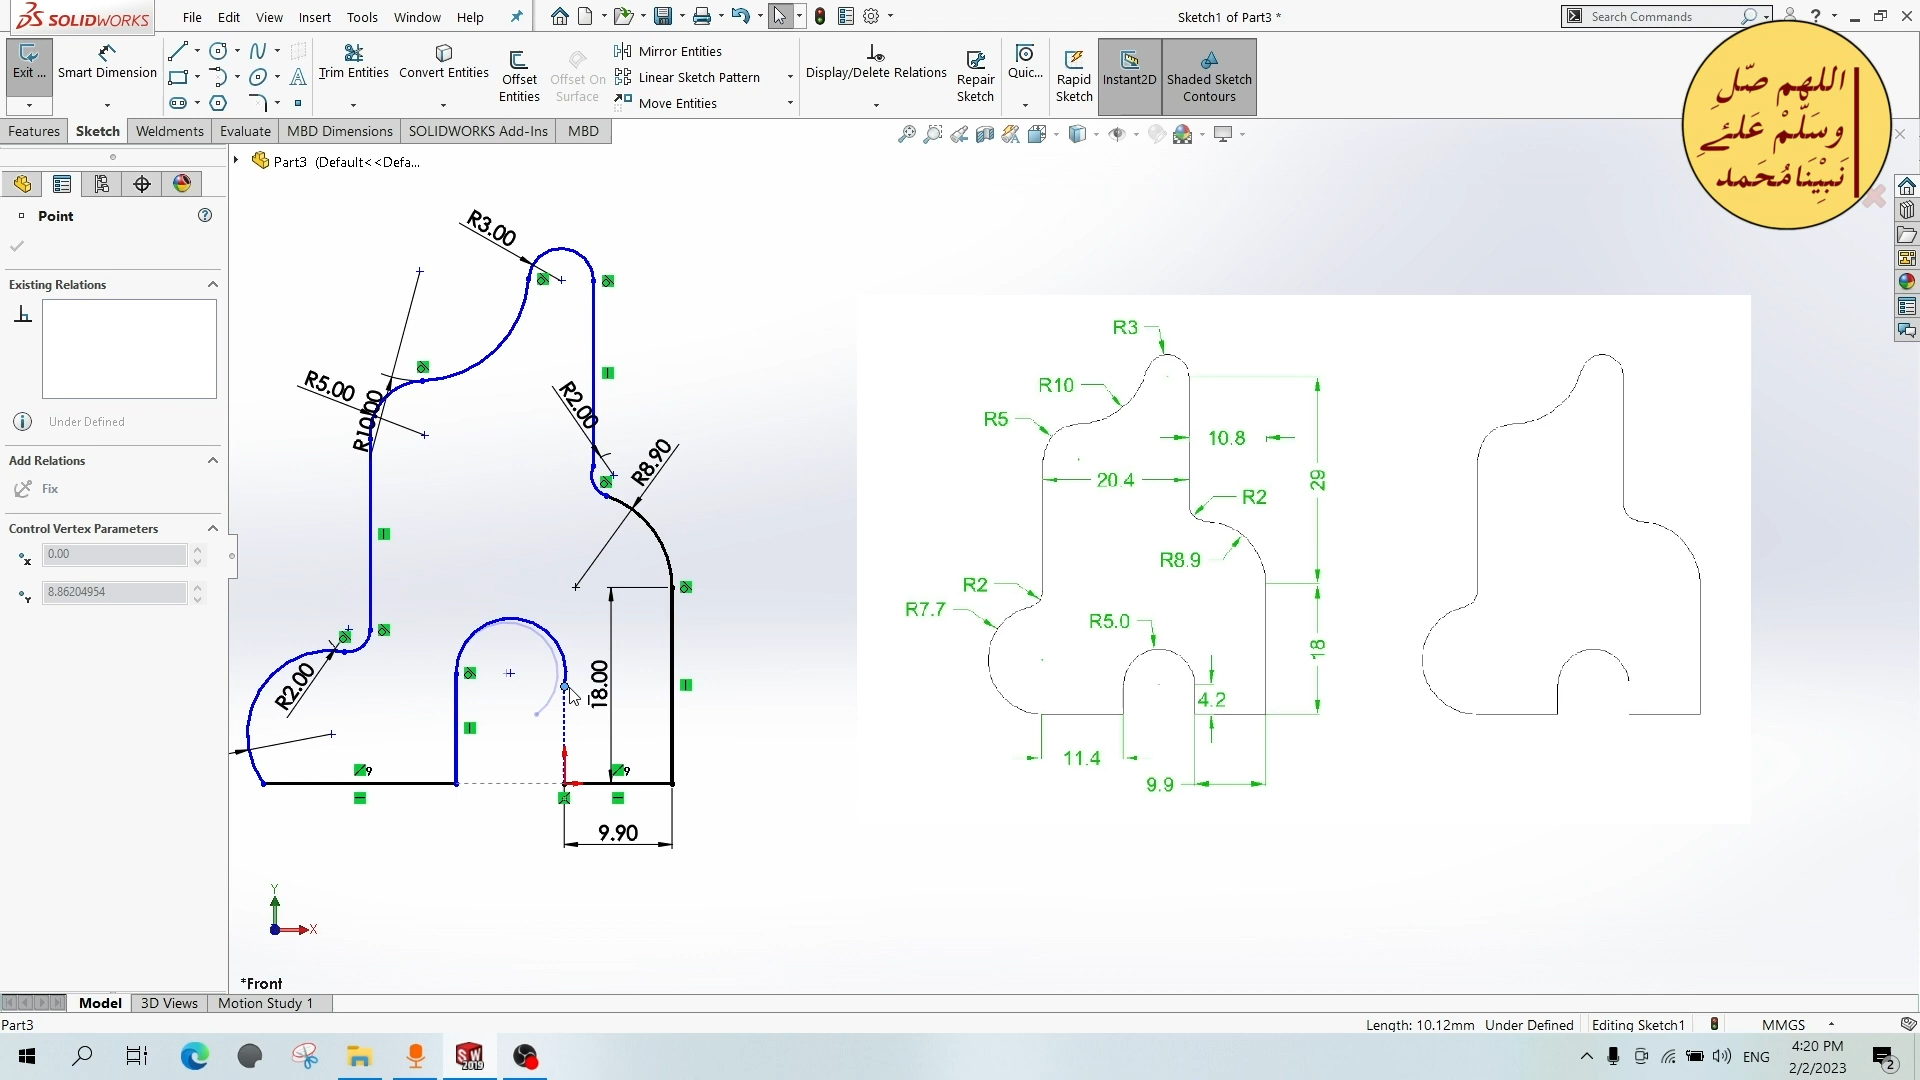 SOLIDWORKS
File Edit View Insert Tools Window Help
Sketch1 of Part3 *
Search Commands
Exit ...
Smart Dimension
Trim Entities
Convert Entities
Offset Entities
Offset On Surface
Mirror Entities
Linear Sketch Pattern
Move Entities
Display/Delete Relations
Repair Sketch
Quic...
Rapid Sketch
Instant2D
Shaded Sketch Contours
Features Sketch Weldments Evaluate MBD Dimensions SOLIDWORKS Add-Ins MBD
اللهم صلّ
وسلّم على
نبيّنا مُحمد
Part3 (Default<<Defa...
Point
Existing Relations
Under Defined
Add Relations
Fix
Control Vertex Parameters
0.00
8.86204954
R3.00
R5.00
R10.00
R2.00
R8.90
R2.00
18.00
9.90
Y
X
R3
R10
R5
10.8
20.4
29
R2
R8.9
R2
R7.7
R5.0
18
4.2
11.4
9.9
*Front
Model 3D Views Motion Study 1
Part3
Length: 10.12mm Under Defined Editing Sketch1 MMGS
SW 2019
ENG
4:20 PM
2/2/2023
2